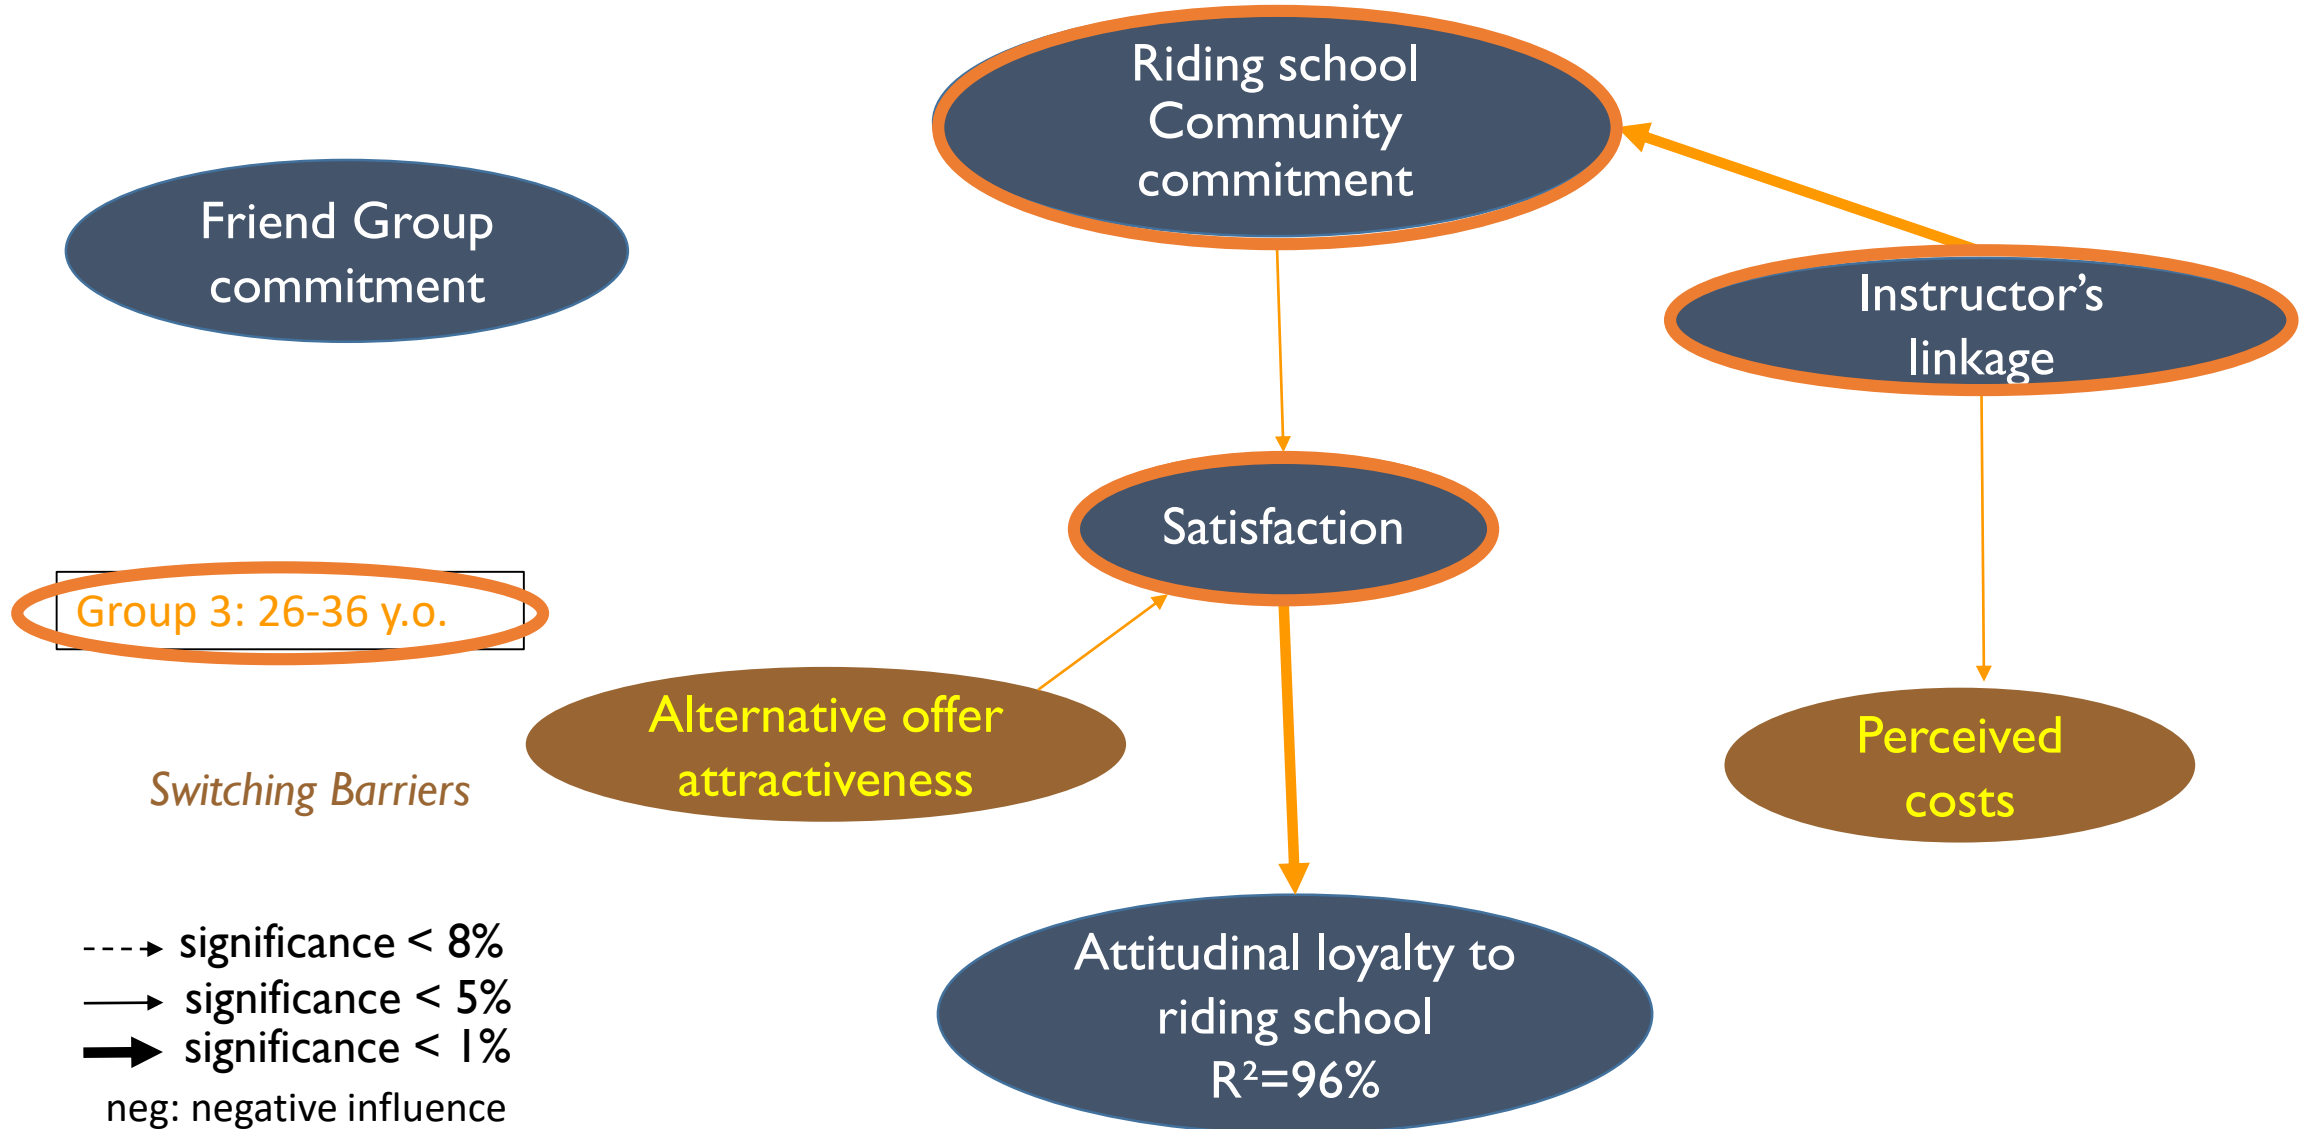 Riding school
Community
commitment
Friend Group
commitment
Instructor’s
linkage
Satisfaction
Group 3: 26-36 y.o.
Alternative offer
attractiveness
Perceived
costs
Switching Barriers
Attitudinal loyalty to
riding school
R²=96%
significance < 8%
significance < 5%
significance < 1%
neg: negative influence